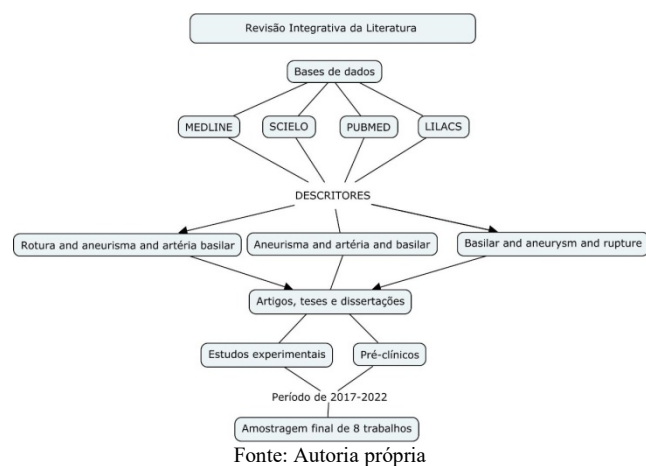 Revisão Integrativa da Literatura
Bases de dados
MEDLINE
SCIELO
PUBMED
LILACS
DESCRITORES
Rotura and aneurisma and artéria basilar
Aneurisma and artéria and basilar
Basilar and aneurysm and rupture
Artigos, teses e dissertações
Estudos experimentais
Pré-clínicos
Período de 2017-2022
Amostragem final de 8 trabalhos
Fonte: Autoria própria